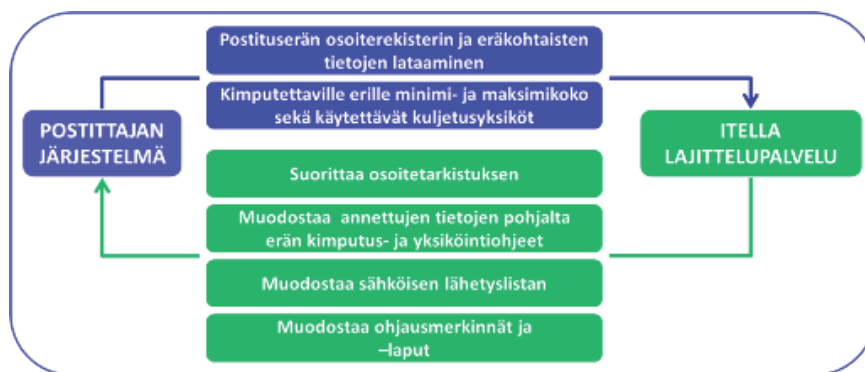 Postituserän osoiterekisterin ja eräkohtaisten
tietojen lataaminen
Kimputettaville erille minimi- ja maksimikoko
sekä käytettävät kuljetusyksiköt
POSTITTAJAN
JÄRJESTELMÄ
ITELLA
LAJITTELUPALVELU
Suorittaa osoitetarkistuksen
Muodostaa annettujen tietojen pohjalta
erän kimputus- ja yksiköintiohjeet
Muodostaa sähköisen lähetyslistan
Muodostaa ohjausmerkinnät ja
–laput